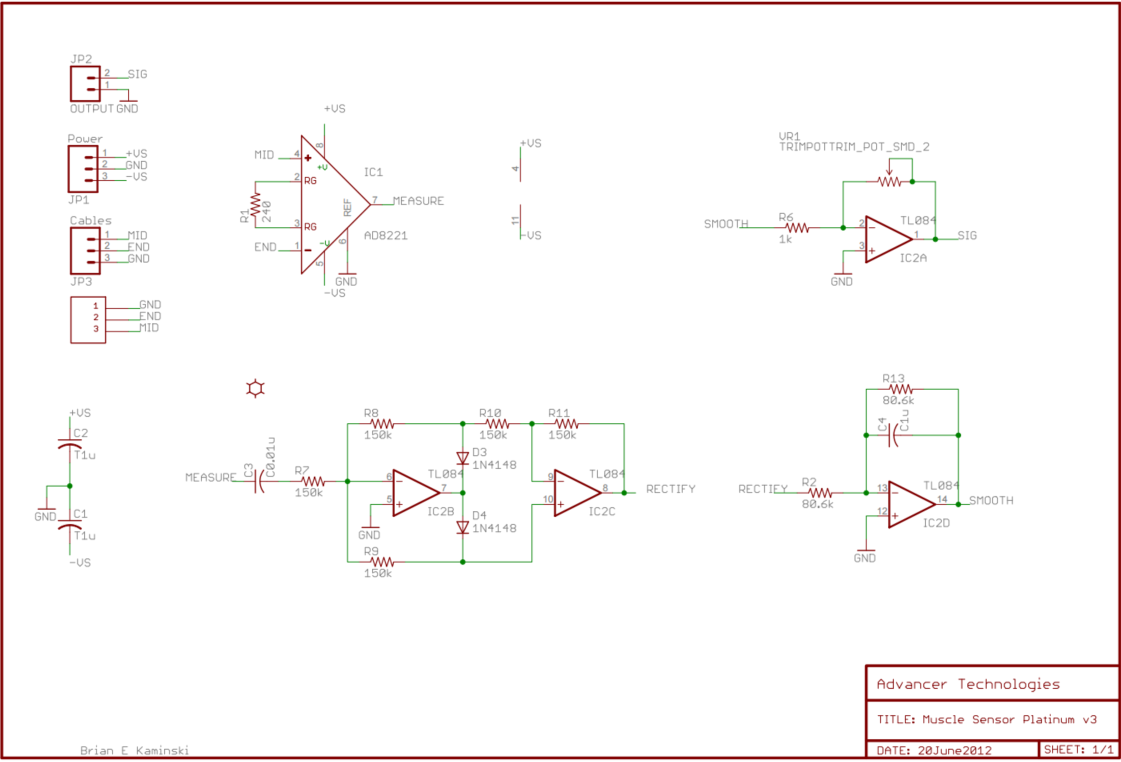 JP2
2 SIG
1
OUTPUT GND
Power
1 +VS
2 GND
3 -VS
JP1
Cables
1 MID
2 END
3 GND
JP3
1 GND
2 END
3 MID
+VS
8
MID 4 + +V
IC1
2 RG
R1
240
REF
7 MEASURE
3 RG
AD8221
END 1 - -V
6
5
GND
-VS
+VS
4
11
-VS
VR1
TRIMPOTTRIM_POT_SMD_2
SMOOTH
R6
1k
TL084
2 -
3 +
1
SIG
IC2A
GND
+VS
C2
T1u
GND
C1
T1u
-VS
MEASURE
C3
C0.01u
R7
150k
R8
150k
R10
150k
R11
150k
D3
1N4148
TL084
6 -
5 +
7
IC2B
GND
D4
1N4148
R9
150k
TL084
9 -
10 +
8
RECTIFY
IC2C
R13
80.6k
C4
C1u
RECTIFY
R2
80.6k
TL084
13 -
12 +
14
SMOOTH
IC2D
GND
Advancer Technologies
TITLE: Muscle Sensor Platinum v3
DATE: 20June2012
SHEET: 1/1
Brian E Kaminski